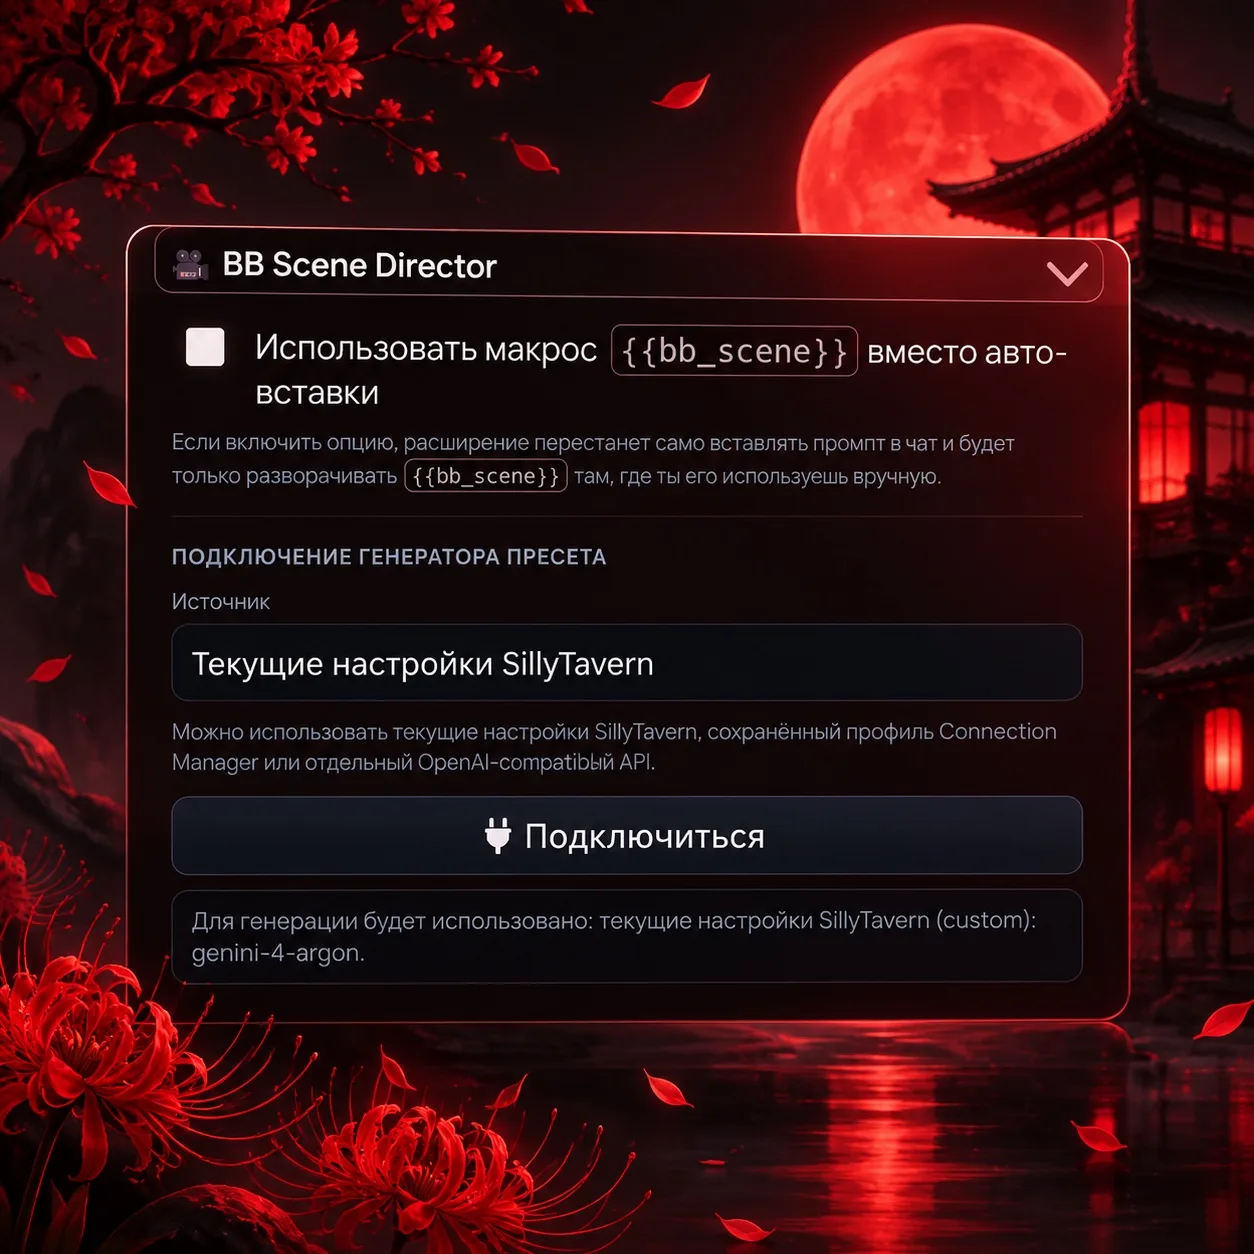 BB Scene Director
Использовать макрос {{bb_scene}} вместо авто-
вставки
Если включить опцию, расширение перестанет само вставлять промпт в чат и будет
только разворачивать {{bb_scene}} там, где ты его используешь вручную.
ПОДКЛЮЧЕНИЕ ГЕНЕРАТОРА ПРЕСЕТА
Источник
Текущие настройки SillyTavern
Можно использовать текущие настройки SillyTavern, сохранённый профиль Connection
Manager или отдельный OpenAI-compatiblый API.
Подключиться
Для генерации будет использовано: текущие настройки SillyTavern (custom):
genini-4-argon.